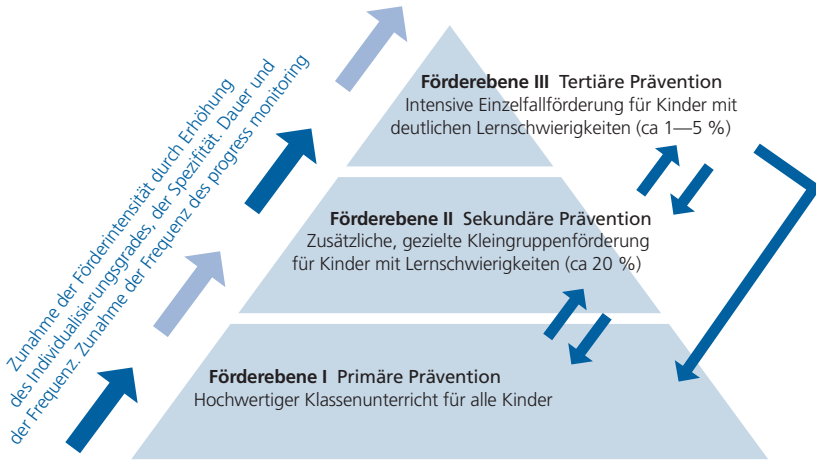 Zunahme der Förderintensität durch Erhöhung
des Individualisierungsgrades, der Spezifität. Dauer und
der Frequenz. Zunahme der Frequenz des progress monitoring
Förderebene III Tertiäre Prävention
Intensive Einzelfallförderung für Kinder mit
deutlichen Lernschwierigkeiten (ca 1—5 %)
Förderebene II Sekundäre Prävention
Zusätzliche, gezielte Kleingruppenförderung
für Kinder mit Lernschwierigkeiten (ca 20 %)
Förderebene I Primäre Prävention
Hochwertiger Klassenunterricht für alle Kinder